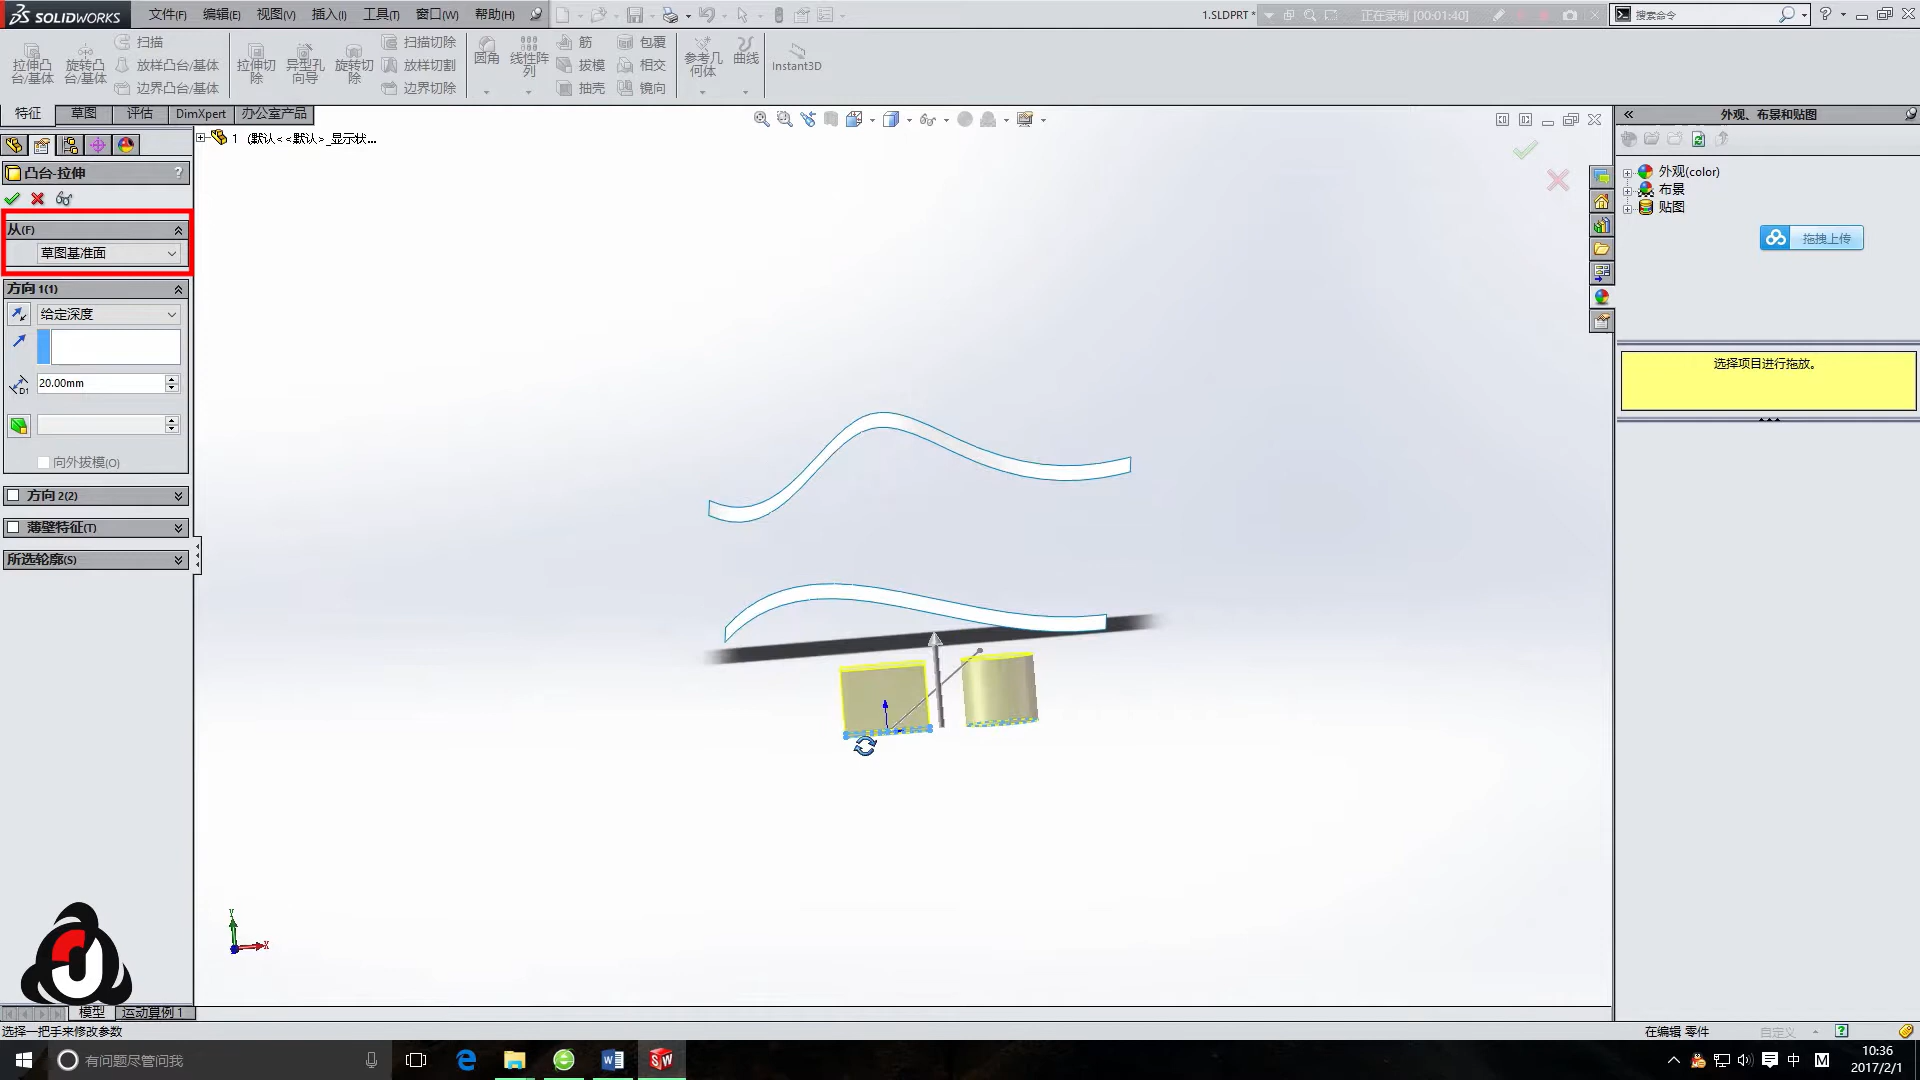 SOLIDWORKS 文件(F) 编辑(E) 视图(V) 插入(I) 工具(T) 窗口(W) 帮助(H) 1.SLDPRT * 正在录制 [00:01:40] 搜索命令 ?
拉伸凸台/基体 旋转凸台/基体 扫描 放样凸台/基体 边界凸台/基体 拉伸切除 异型孔向导 旋转切除 扫描切除 放样切割 边界切除 圆角 线性阵列 筋 拔模 抽壳 包覆 相交 镜向 参考几何体 曲线 Instant3D
特征 草图 评估 DimXpert 办公室产品
外观、布景和贴图
1 (默认<<默认>_显示状...
凸台-拉伸 ?
从(F)
草图基准面
方向 1(1)
给定深度
D1 20.00mm
向外拔模(O)
方向 2(2)
薄壁特征(T)
所选轮廓(S)
外观(color)
布景
贴图
拖拽上传
选择项目进行拖放。
Y
X
模型 运动算例 1
选择一把手来修改参数 在编辑 零件 自定义 ?
有问题尽管问我 中 M 10:36
2017/2/1